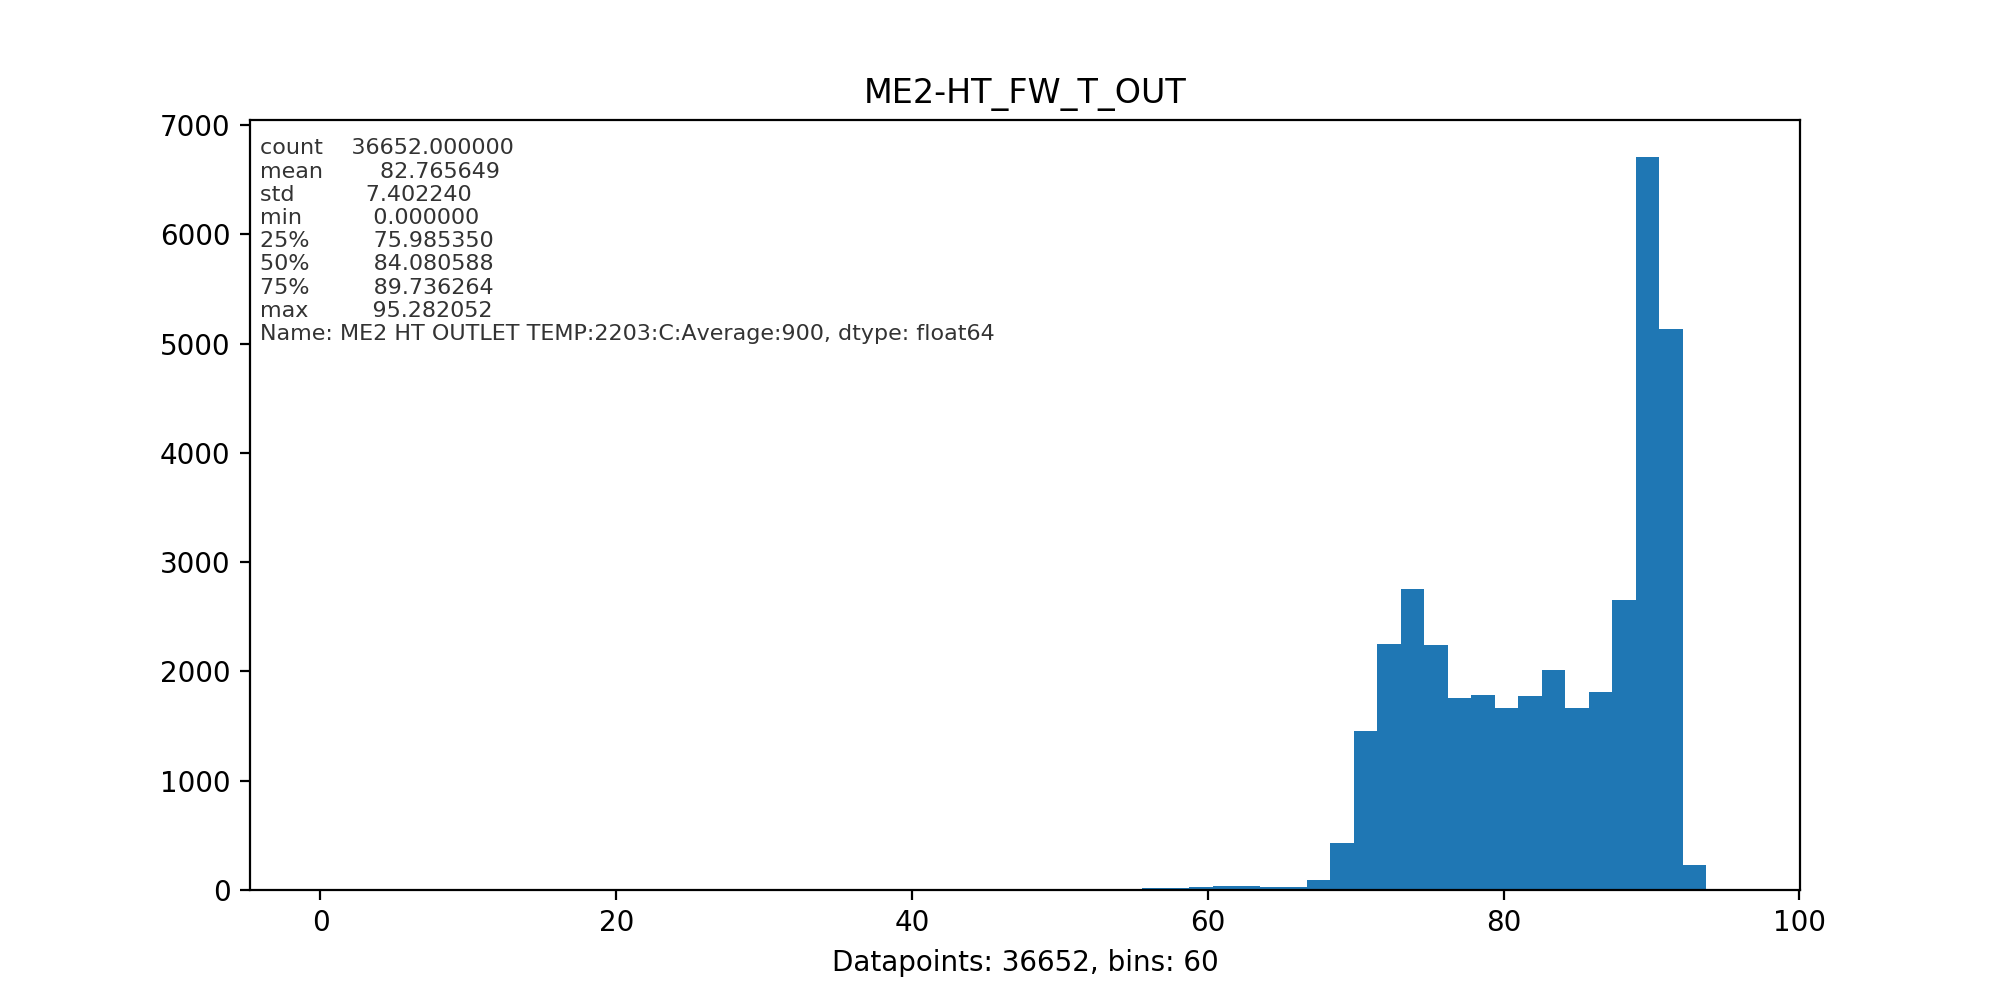 ME2-HT_FW_T_OUT
7000
6000
5000
4000
3000
2000
1000
0
count 36652.000000
mean 82.765649
std 7.402240
min 0.000000
25% 75.985350
50% 84.080588
75% 89.736264
max 95.282052
Name: ME2 HT OUTLET TEMP:2203:C:Average:900, dtype: float64
0 20 40 60 80 100
Datapoints: 36652, bins: 60